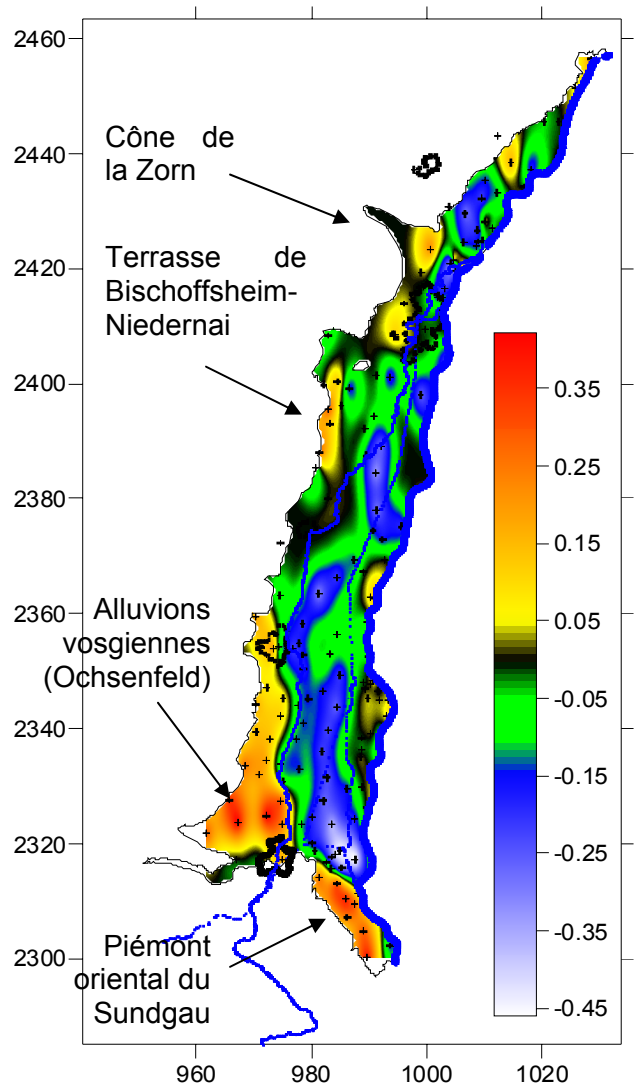 2460
2440
2420
2400
2380
2360
2340
2320
2300
Cône de
la Zorn
Terrasse de
Bischoffsheim-
Niedernai
Alluvions
vosgiennes
(Ochsenfeld)
Piémont
oriental du
Sundgau
0.35
0.25
0.15
0.05
-0.05
-0.15
-0.25
-0.35
-0.45
960
980
1000
1020